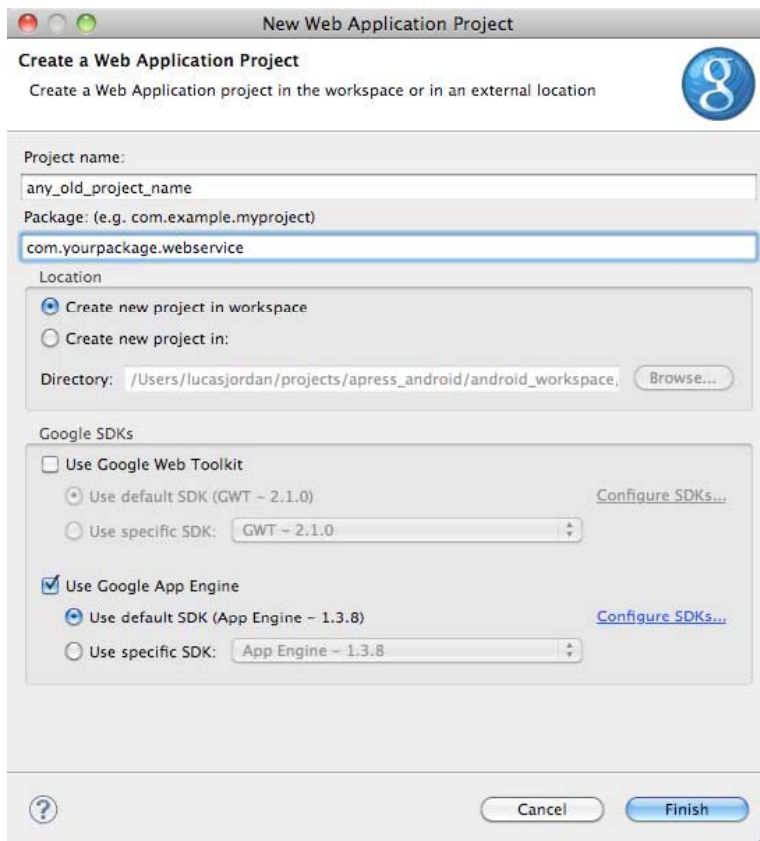 New Web Application Project
Create a Web Application Project
Create a Web Application project in the workspace or in an external location
g
Project name:
any_old_project_name
Package: (e.g. com.example.myproject)
com.yourpackage.webservice
Location
Create new project in workspace
Create new project in:
Directory: /Users/lucasjordan/projects/apress_android/android_workspace, Browse...
Google SDKs
Use Google Web Toolkit
Use default SDK (GWT - 2.1.0) Configure SDKs...
Use specific SDK: GWT - 2.1.0
Use Google App Engine
Use default SDK (App Engine - 1.3.8) Configure SDKs...
Use specific SDK: App Engine - 1.3.8
? Cancel Finish